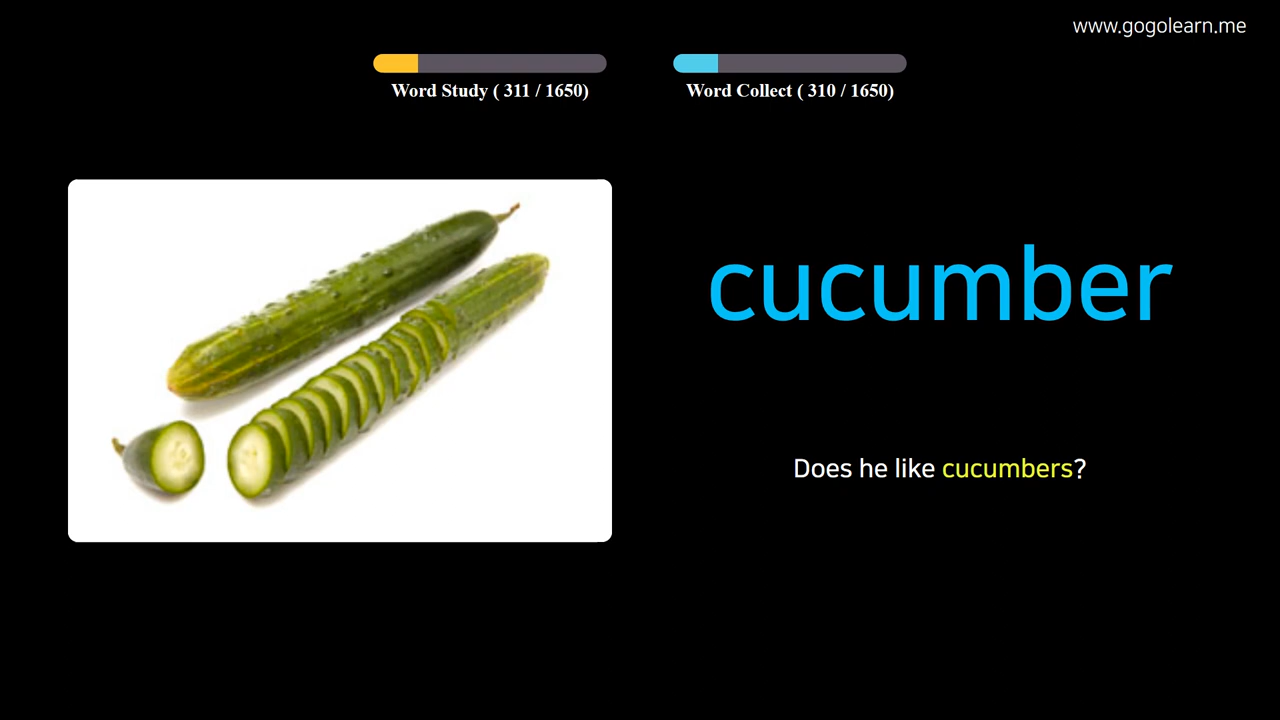 www.gogolearn.me
Word Study ( 311 / 1650)
Word Collect ( 310 / 1650)
cucumber
Does he like cucumbers?